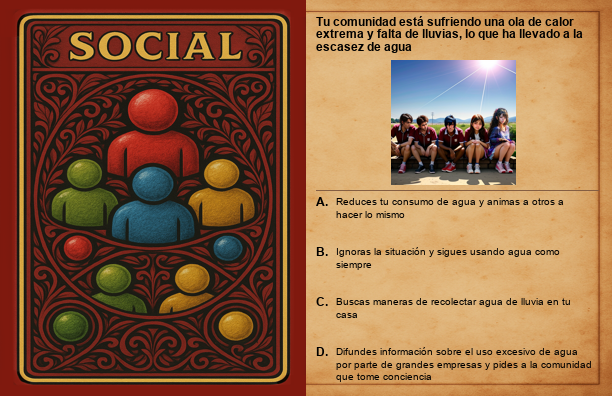 SOCIAL
Tu comunidad está sufriendo una ola de calor
extrema y falta de lluvias, lo que ha llevado a la
escasez de agua
A. Reduces tu consumo de agua y animas a otros a
hacer lo mismo
B. Ignoras la situación y sigues usando agua como
siempre
C. Buscas maneras de recolectar agua de lluvia en tu
casa
D. Difundes información sobre el uso excesivo de agua
por parte de grandes empresas y pides a la comunidad
que tome conciencia